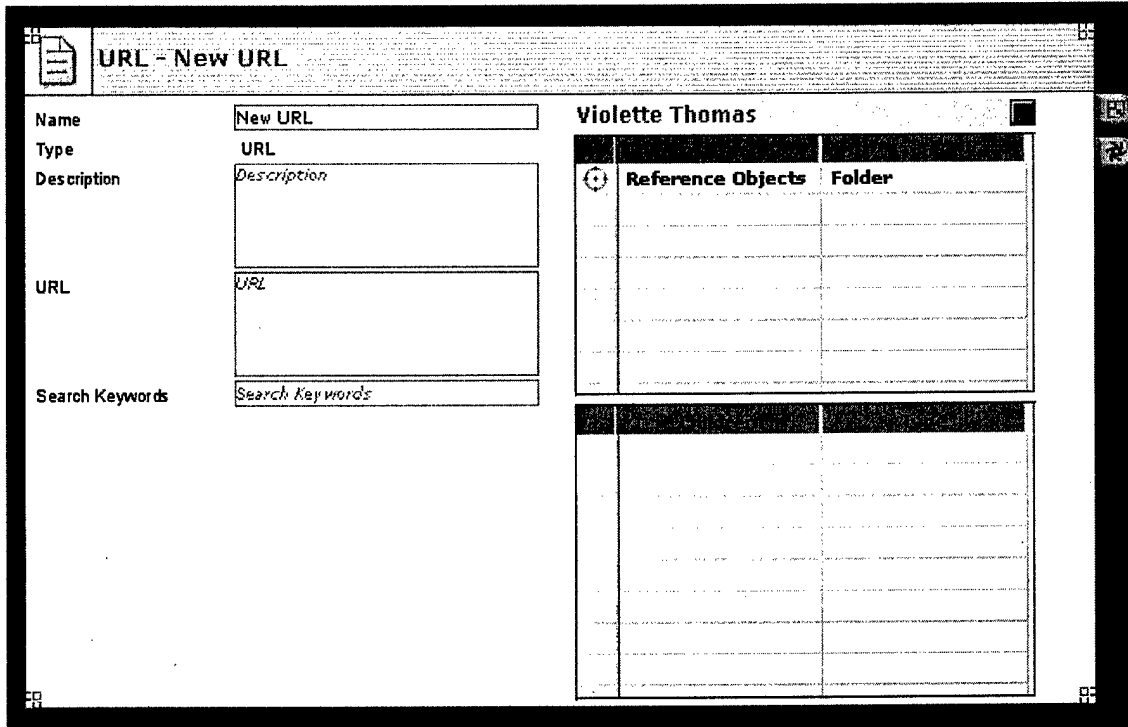 URL - New URL
Name
New URL
Type
URL
Description
Description
URL
URL
Search Keywords
Search Keywords
Violette Thomas
Reference Objects
Folder